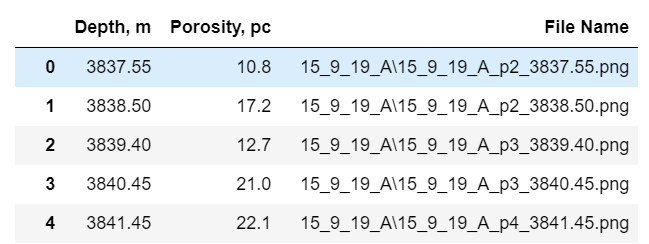 Depth, m Porosity, pc File Name
0 3837.55 10.8 15_9_19_A\15_9_19_A_p2_3837.55.png
1 3838.50 17.2 15_9_19_A\15_9_19_A_p2_3838.50.png
2 3839.40 12.7 15_9_19_A\15_9_19_A_p3_3839.40.png
3 3840.45 21.0 15_9_19_A\15_9_19_A_p3_3840.45.png
4 3841.45 22.1 15_9_19_A\15_9_19_A_p4_3841.45.png